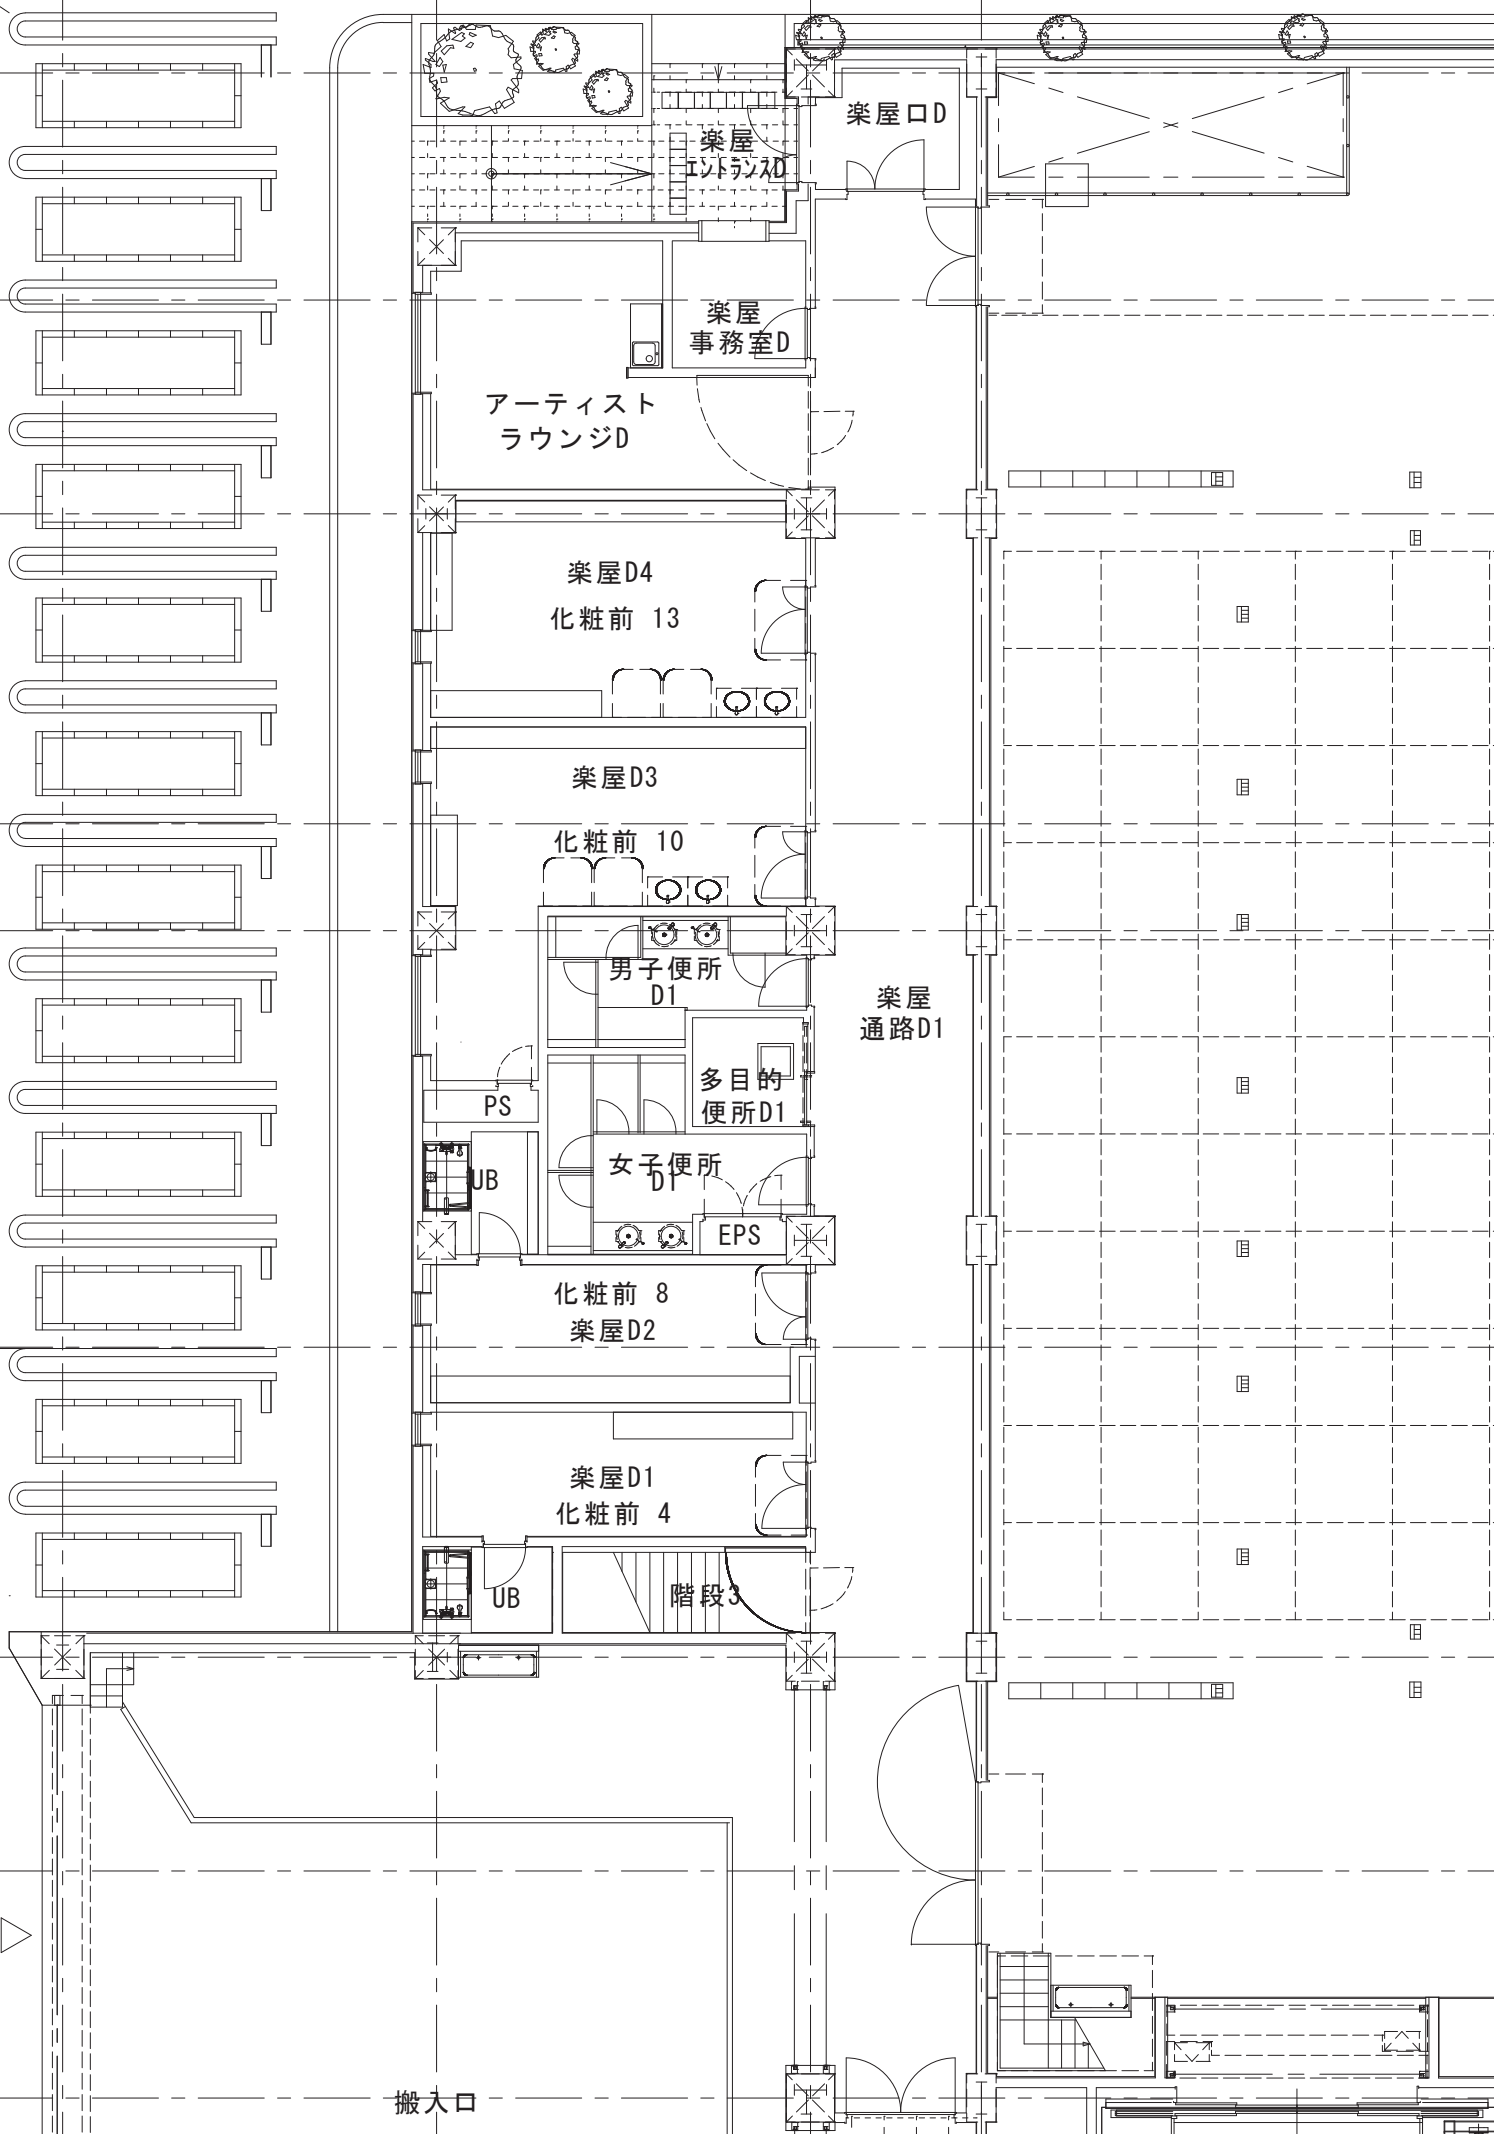 楽屋口D
楽屋
エントランスD
楽屋
事務室D
アーティスト
ラウンジD
楽屋D4
化粧前 13
楽屋D3
化粧前 10
男子便所
D1
楽屋
通路D1
多目的
便所D1
PS
女子便所
D1
UB
EPS
化粧前 8
楽屋D2
楽屋D1
化粧前 4
階段3
UB
搬入口